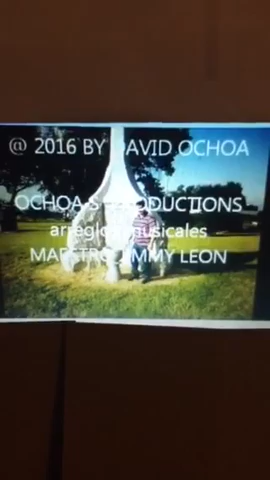 @ 2016 BY DAVID OCHOA
OCHOA S PRODUCTIONS
arreglos musicales
MAESTRO JIMMY LEON